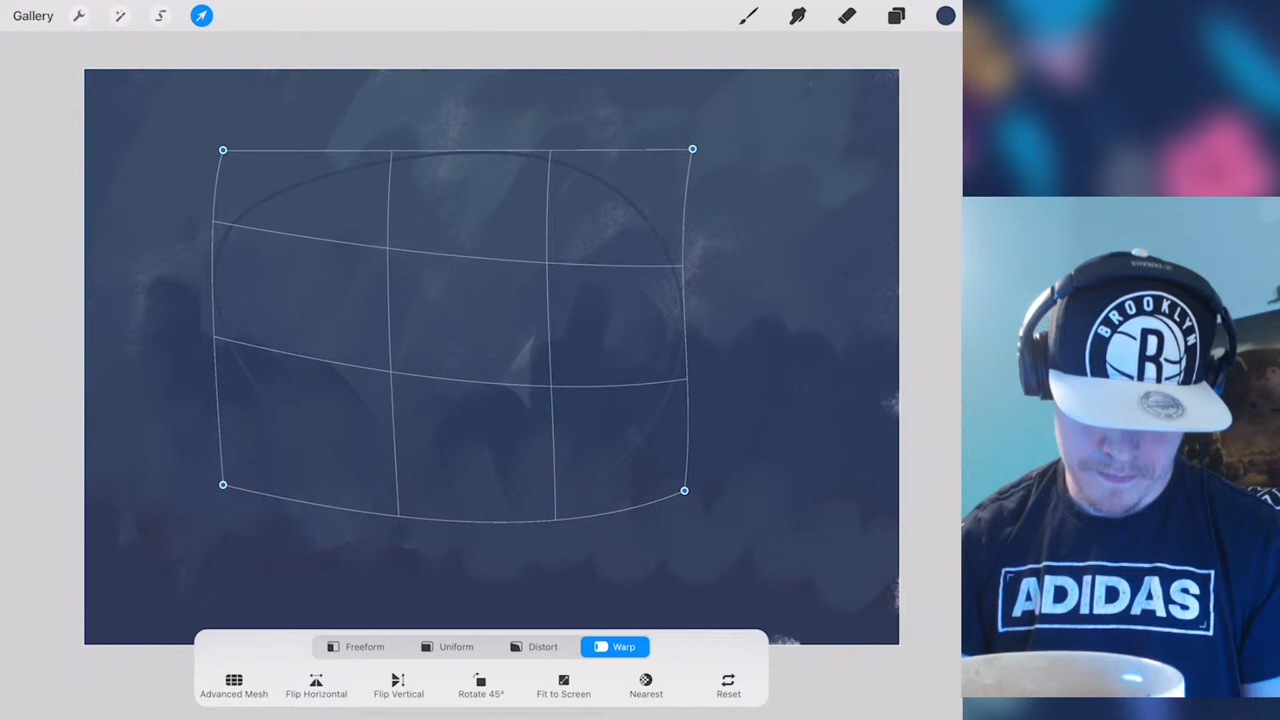 Gallery
Freeform
Uniform
Distort
Warp
Advanced Mesh
Flip Horizontal
Flip Vertical
Rotate 45°
Fit to Screen
Nearest
Reset
BROOKLYN
B
ADIDAS